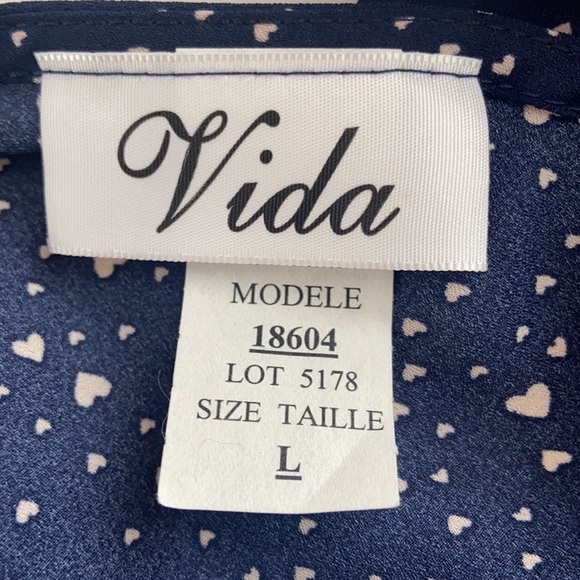 Vida
MODELE
18604
LOT 5178
SIZE TAILLE
L